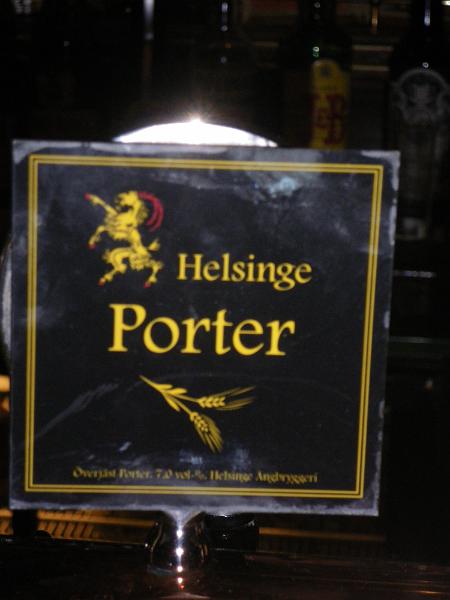 J&B
Helsinge
Porter
Överjäst Porter. 7,0 vol-%. Helsinge Ångbryggeri